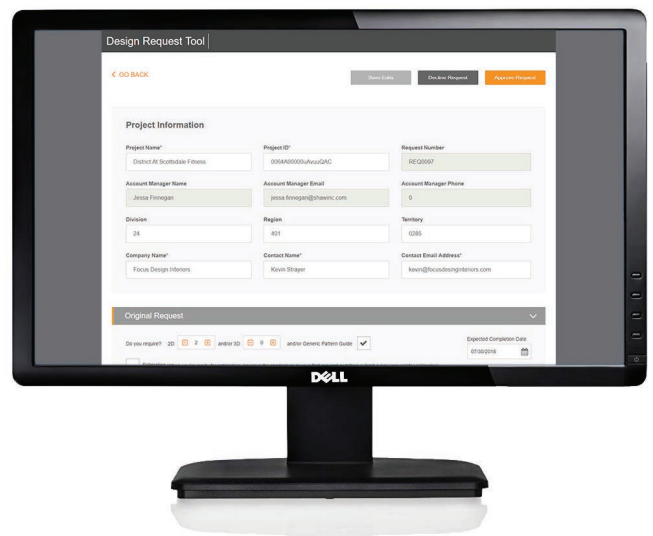 Design Request Tool
GO BACK
Save Edits Decline Request Approve Request
Project Information
Project Name* Project ID* Request Number
District At Scottsdale Fitness 0064A00000uAvuuQAC REQ0097
Account Manager Name Account Manager Email Account Manager Phone
Jessa Finnegan jessa.finnegan@shawinc.com 0
Division Region Territory
24 401 0285
Company Name* Contact Name* Contact Email Address*
Focus Design Interiors Kevin Strayer kevin@focusdesinginteriors.com
Original Request
Expected Completion Date
Do you require? 2D 2 and/or 3D 0 and/or Generic Pattern Guide
07/30/2018
DELL